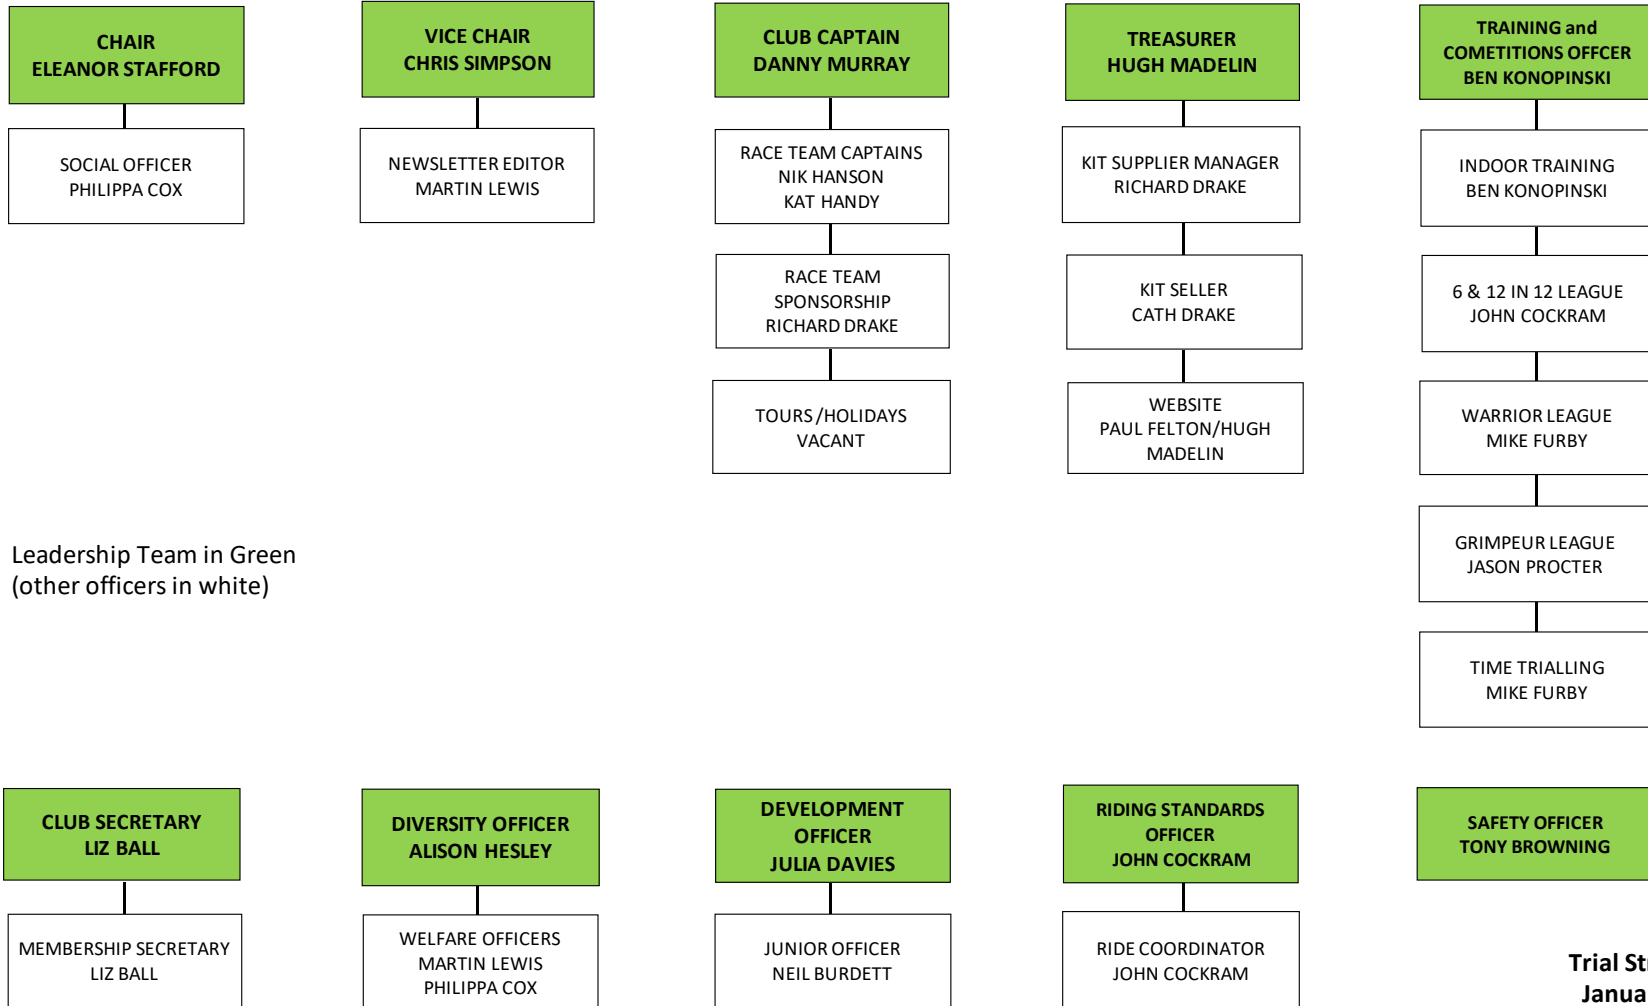 CHAIR
ELEANOR STAFFORD
SOCIAL OFFICER
PHILIPPA COX
VICE CHAIR
CHRIS SIMPSON
NEWSLETTER EDITOR
MARTIN LEWIS
CLUB CAPTAIN
DANNY MURRAY
RACE TEAM CAPTAINS
NIK HANSON
KAT HANDY
RACE TEAM
SPONSORSHIP
RICHARD DRAKE
TOURS /HOLIDAYS
VACANT
TREASURER
HUGH MADELIN
KIT SUPPLIER MANAGER
RICHARD DRAKE
KIT SELLER
CATH DRAKE
WEBSITE
PAUL FELTON/HUGH
MADELIN
TRAINING and
COMETITIONS OFFCER
BEN KONOPINSKI
INDOOR TRAINING
BEN KONOPINSKI
6 & 12 IN 12 LEAGUE
JOHN COCKRAM
WARRIOR LEAGUE
MIKE FURBY
GRIMPEUR LEAGUE
JASON PROCTER
TIME TRIALLING
MIKE FURBY
Leadership Team in Green
(other officers in white)
CLUB SECRETARY
LIZ BALL
MEMBERSHIP SECRETARY
LIZ BALL
DIVERSITY OFFICER
ALISON HESLEY
WELFARE OFFICERS
MARTIN LEWIS
PHILIPPA COX
DEVELOPMENT
OFFICER
JULIA DAVIES
JUNIOR OFFICER
NEIL BURDETT
RIDING STANDARDS
OFFICER
JOHN COCKRAM
RIDE COORDINATOR
JOHN COCKRAM
SAFETY OFFICER
TONY BROWNING
Trial